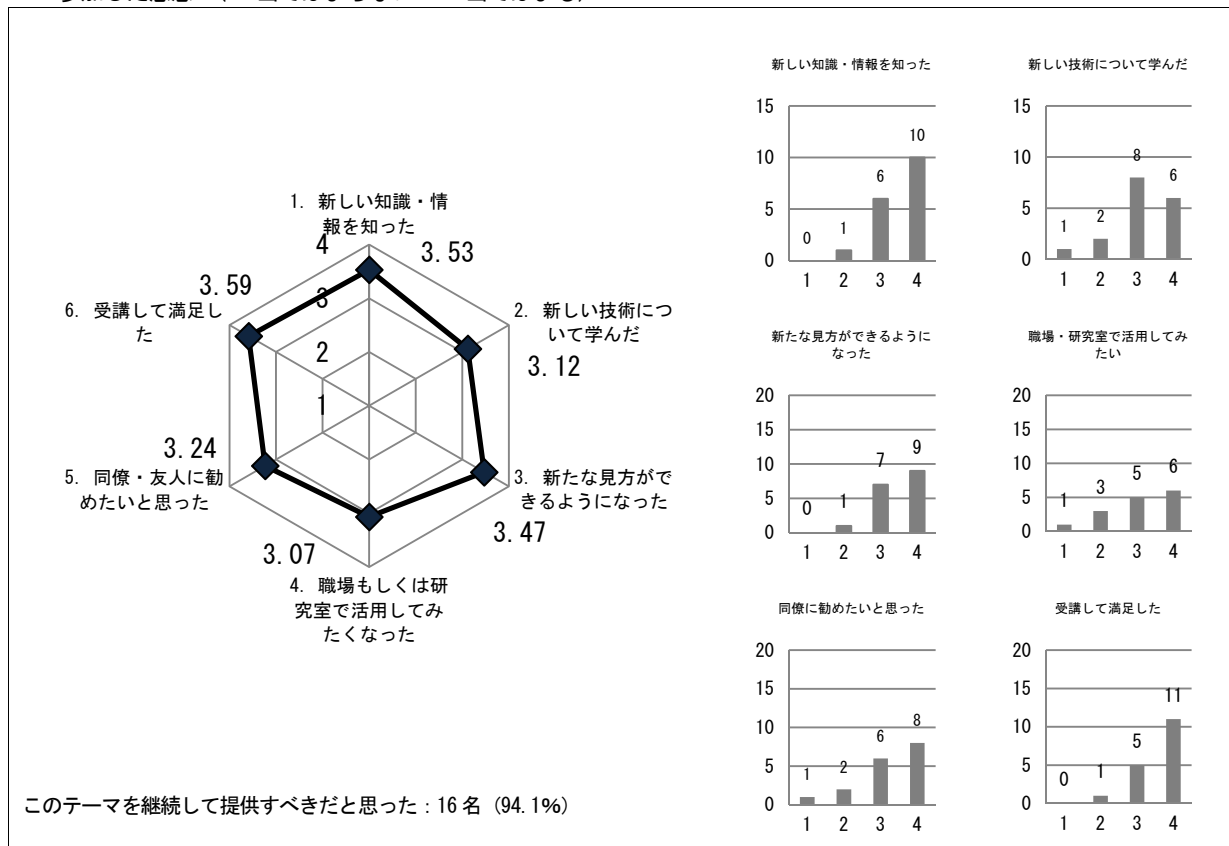 1. 新しい知識・情
報を知った
4
3.53
3.59
3
6. 受講して満足し
た
2. 新しい技術につ
いて学んだ
2
3.12
1
3.24
5. 同僚・友人に勧
めたいと思った
3. 新たな見方がで
きるようになった
3.47
3.07
4. 職場もしくは研
究室で活用してみ
たくなった
このテーマを継続して提供すべきだと思った：16名（94.1%）
新しい知識・情報を知った
15
10
5
0
0
1
6
10
1 2 3 4
新しい技術について学んだ
15
10
5
0
1
2
8
6
1 2 3 4
新たな見方ができるように
なった
20
15
10
5
0
0
1
7
9
1 2 3 4
職場・研究室で活用してみ
たい
20
15
10
5
0
1
3
5
6
1 2 3 4
同僚に勧めたいと思った
20
15
10
5
0
1
2
6
8
1 2 3 4
受講して満足した
20
15
10
5
0
0
1
5
11
1 2 3 4